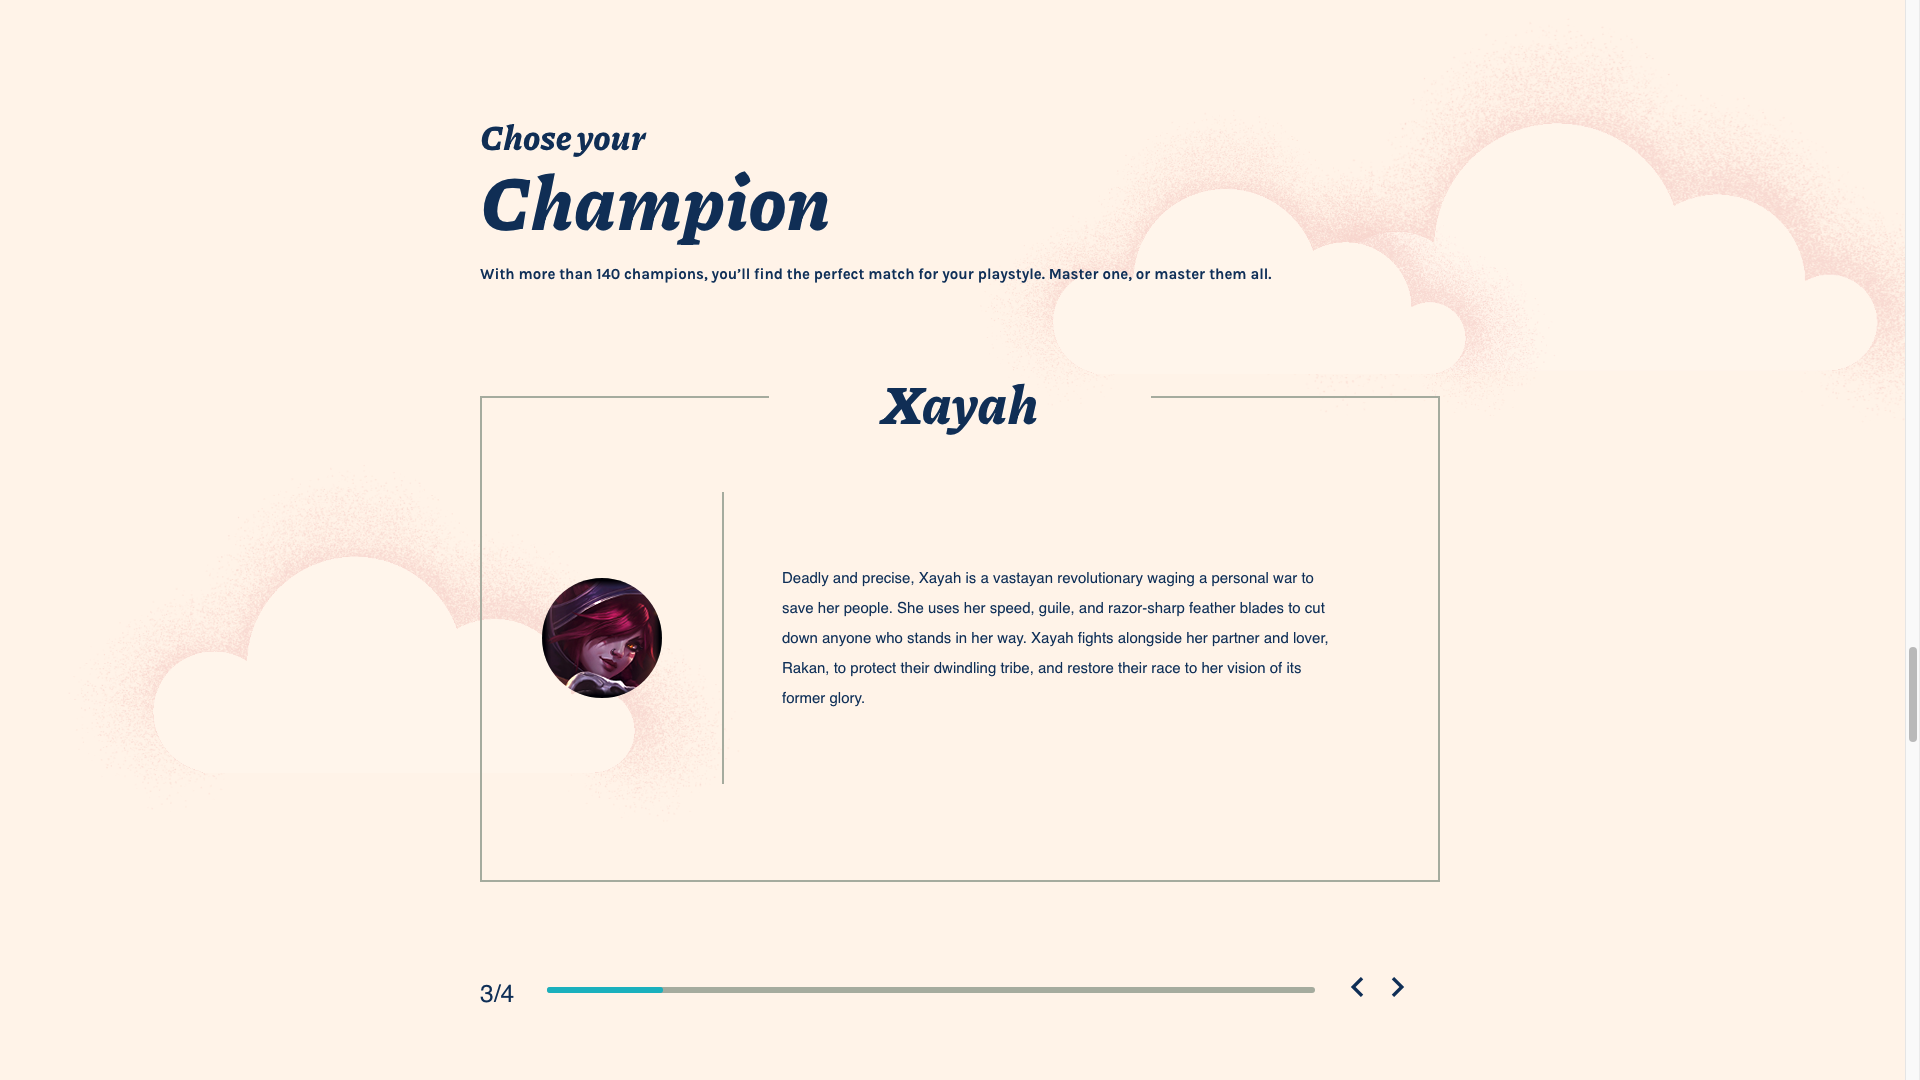 Chose your
Champion
With more than 140 champions, you’ll find the perfect match for your playstyle. Master one, or master them all.
Xayah
Deadly and precise, Xayah is a vastayan revolutionary waging a personal war to
save her people. She uses her speed, guile, and razor-sharp feather blades to cut
down anyone who stands in her way. Xayah fights alongside her partner and lover,
Rakan, to protect their dwindling tribe, and restore their race to her vision of its
former glory.
3/4